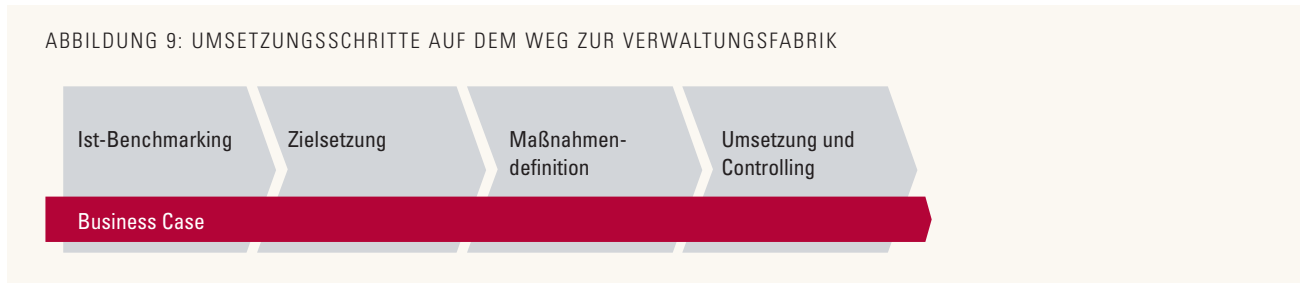 ABBILDUNG 9: UMSETZUNGSSCHRITTE AUF DEM WEG ZUR VERWALTUNGSFABRIK
Ist-Benchmarking
Zielsetzung
Maßnahmen-
definition
Umsetzung und
Controlling
Business Case